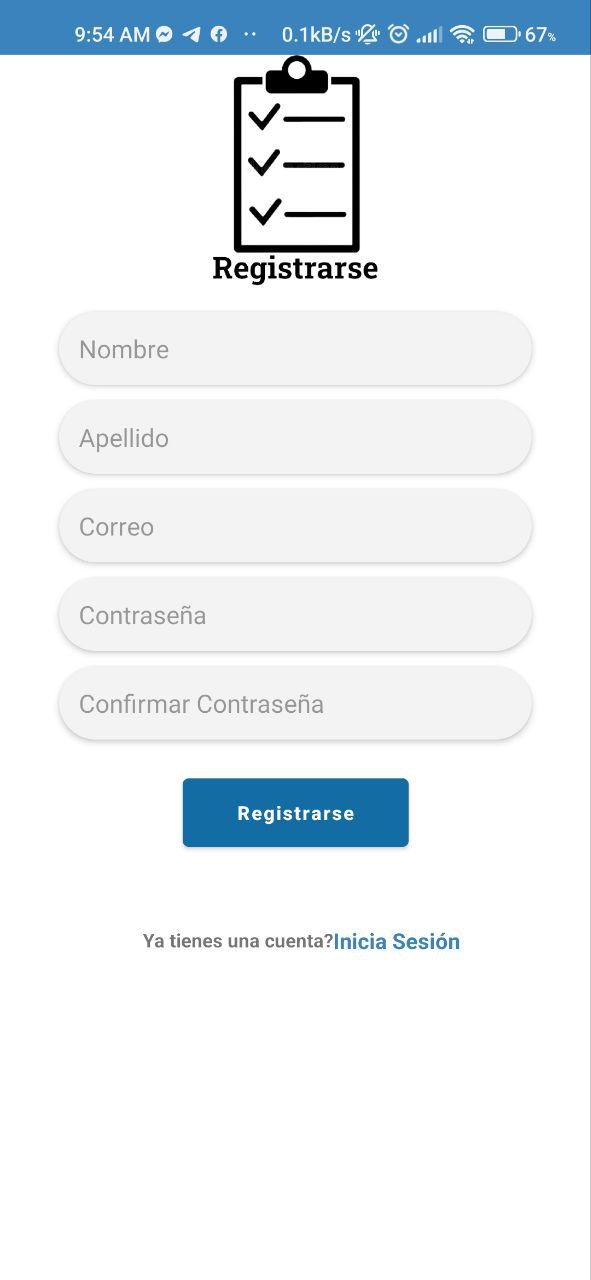 9:54 AM 0.1kB/s 67%
Registrarse
Nombre
Apellido
Correo
Contraseña
Confirmar Contraseña
Registrarse
Ya tienes una cuenta?Inicia Sesión